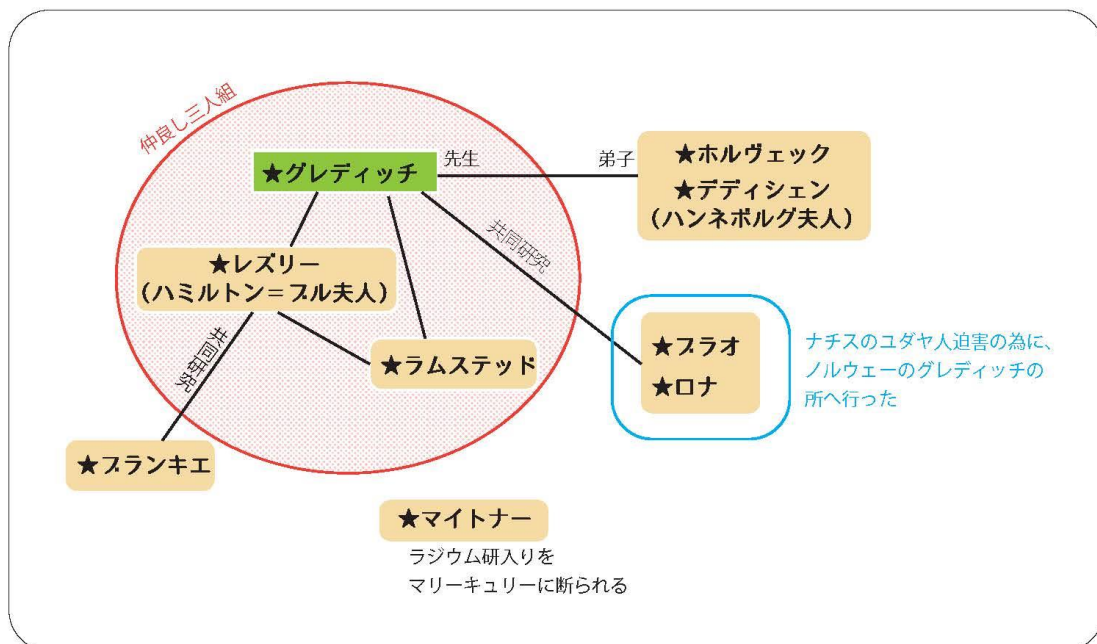 仲良し三人組
★グレディッチ
先生
弟子
★ホルヴェック
★デディシェン
(ハンネボルグ夫人)
★レズリー
(ハミルトン=ブル夫人)
共同研究
★ラムステッド
共同研究
★ブラオ
★ロナ
ナチスのユダヤ人迫害の為に、
ノルウェーのグレディッチの
所へ行った
★ブランキエ
★マイトナー
ラジウム研入りを
マリーキュリーに断られる